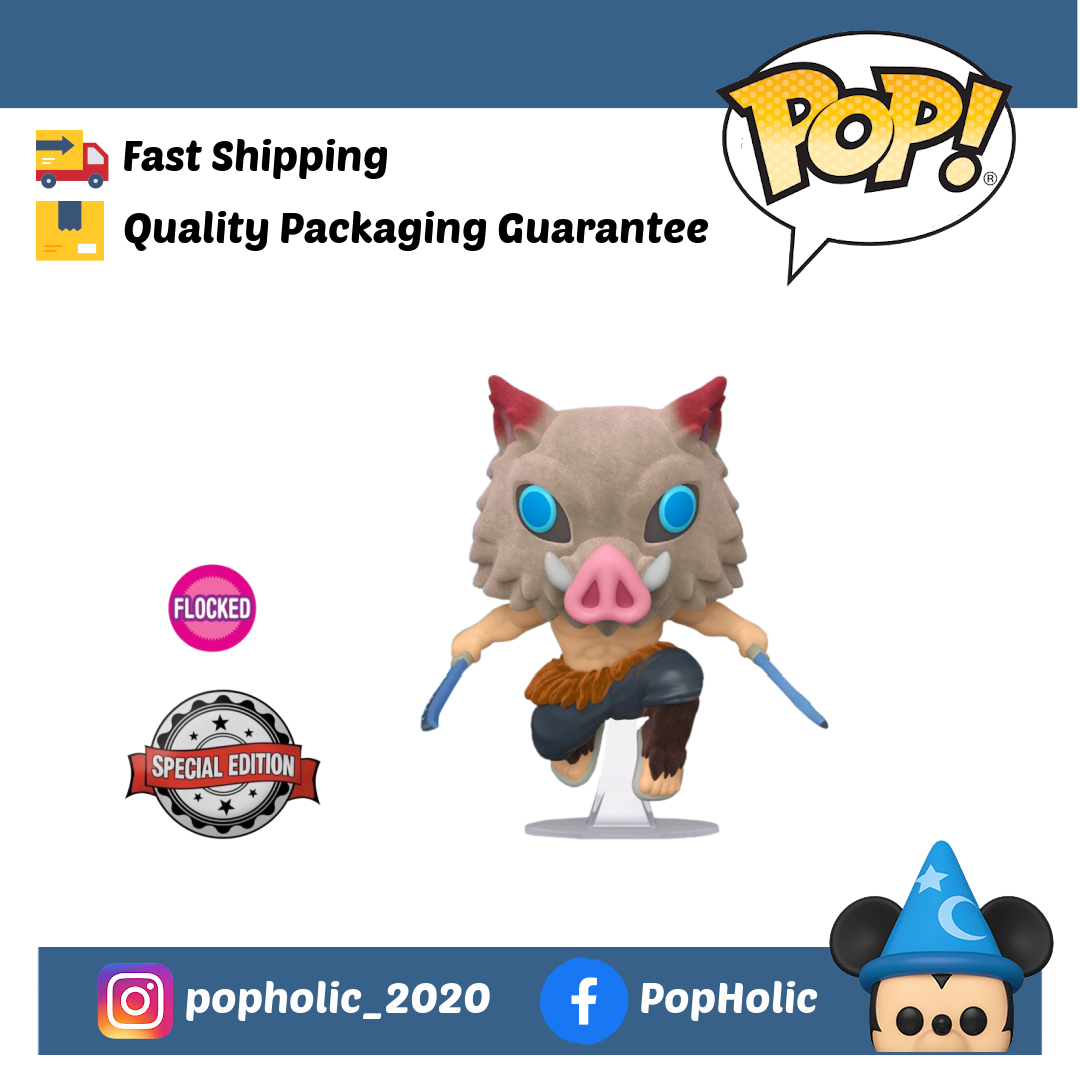 POP!
®
Fast Shipping
Quality Packaging Guarantee
FLOCKED
SPECIAL EDITION
popholic_2020
PopHolic